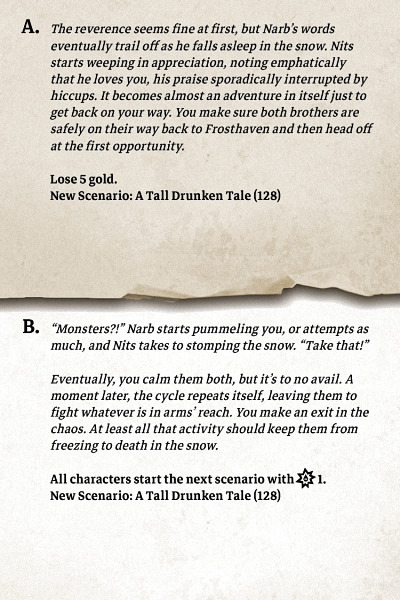 A. The reverence seems fine at first, but Narb’s words
eventually trail off as he falls asleep in the snow. Nits
starts weeping in appreciation, noting emphatically
that he loves you, his praise sporadically interrupted by
hiccups. It becomes almost an adventure in itself just to
get back on your way. You make sure both brothers are
safely on their way back to Frosthaven and then head off
at the first opportunity.
Lose 5 gold.
New Scenario: A Tall Drunken Tale (128)
B. “Monsters?!” Narb starts pummeling you, or attempts as
much, and Nits takes to stomping the snow. “Take that!”
Eventually, you calm them both, but it’s to no avail. A
moment later, the cycle repeats itself, leaving them to
fight whatever is in arms’ reach. You make an exit in the
chaos. At least all that activity should keep them from
freezing to death in the snow.
All characters start the next scenario with 1.
New Scenario: A Tall Drunken Tale (128)